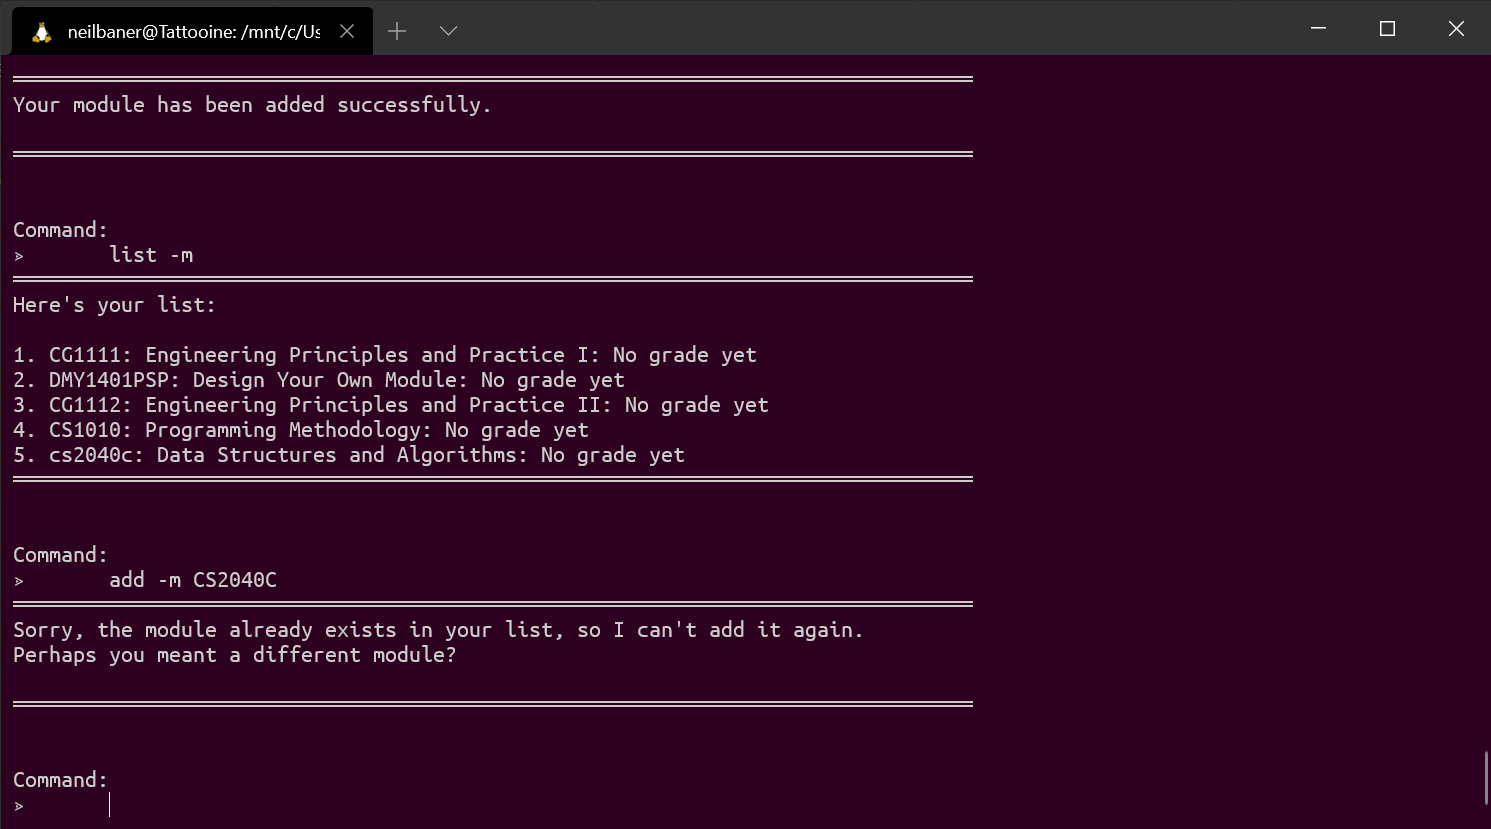 neilbaner@Tattooine: /mnt/c/Us
Your module has been added successfully.
Command:
> list -m
Here's your list:
1. CG1111: Engineering Principles and Practice I: No grade yet
2. DMY1401PSP: Design Your Own Module: No grade yet
3. CG1112: Engineering Principles and Practice II: No grade yet
4. CS1010: Programming Methodology: No grade yet
5. cs2040c: Data Structures and Algorithms: No grade yet
Command:
> add -m CS2040C
Sorry, the module already exists in your list, so I can't add it again.
Perhaps you meant a different module?
Command:
>